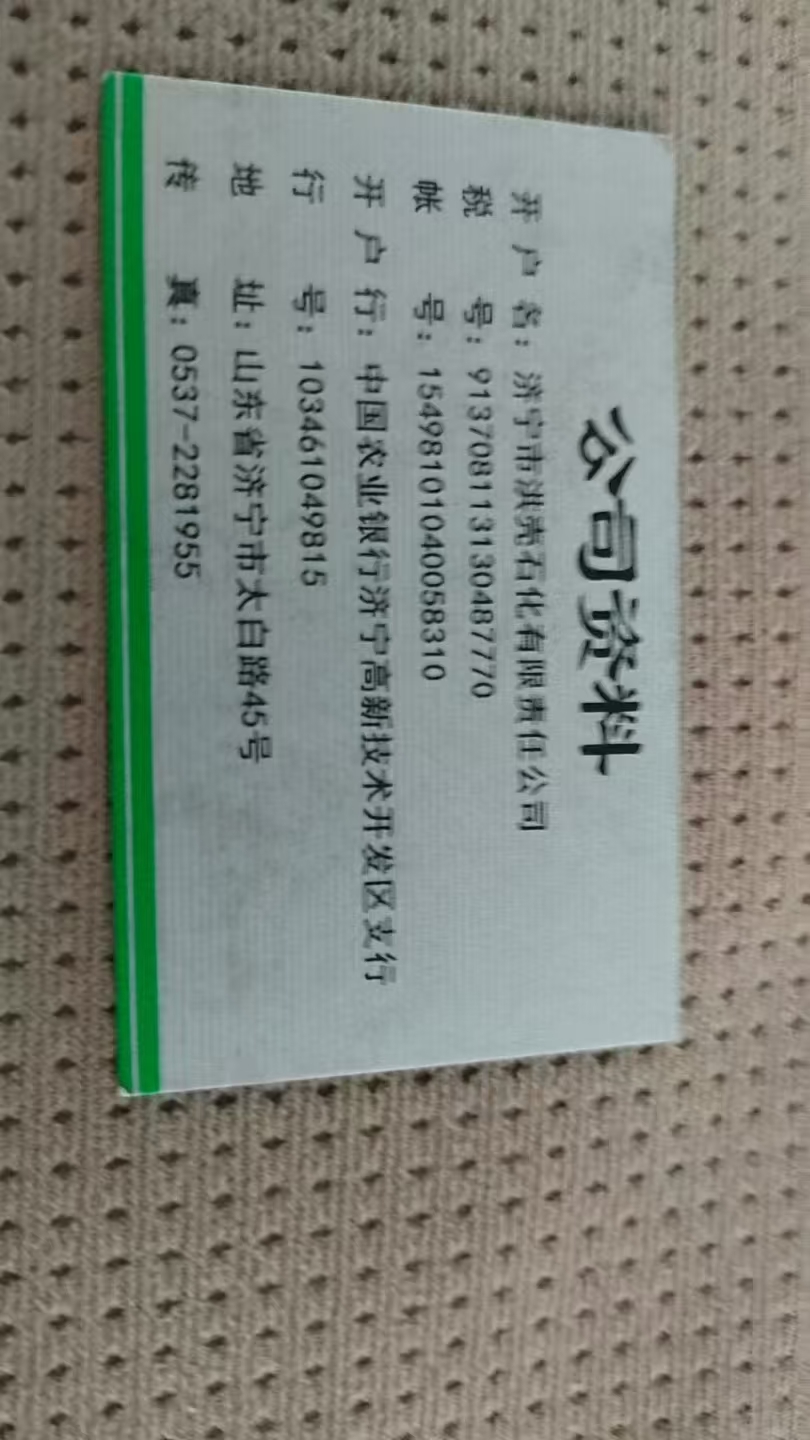 公司资料
开户名：济宁市洪亮石化有限责任公司
税号：913708113130487770
帐号：15498101040058310
开户行：中国农业银行济宁高新技术开发区支行
行号：103461049815
地址：山东省济宁市太白路45号
传真：0537-2281955